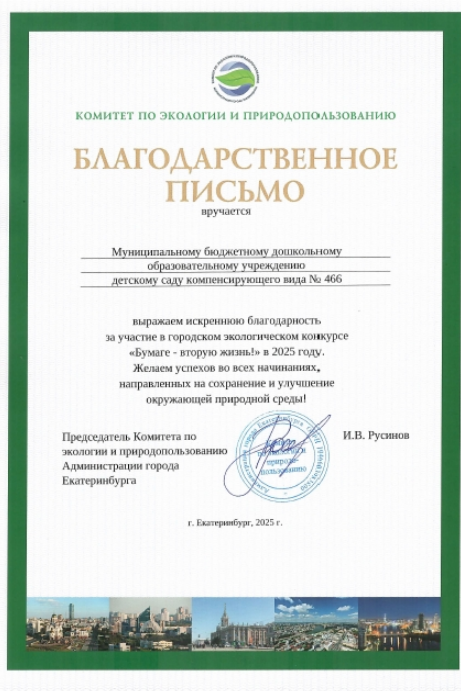 КОМИТЕТ ПО ЭКОЛОГИИ И ПРИРОДОПОЛЬЗОВАНИЮ
БЛАГОДАРСТВЕННОЕ
ПИСЬМО
вручается
Муниципальному бюджетному дошкольному
образовательному учреждению
детскому саду компенсирующего вида № 466
выражаем искреннюю благодарность
за участие в городском экологическом конкурсе
«Бумаге - вторую жизнь!» в 2025 году.
Желаем успехов во всех начинаниях,
направленных на сохранение и улучшение
окружающей природной среды!
Председатель Комитета по
экологии и природопользованию
Администрации города
Екатеринбурга
И.В. Русинов
г. Екатеринбург, 2025 г.